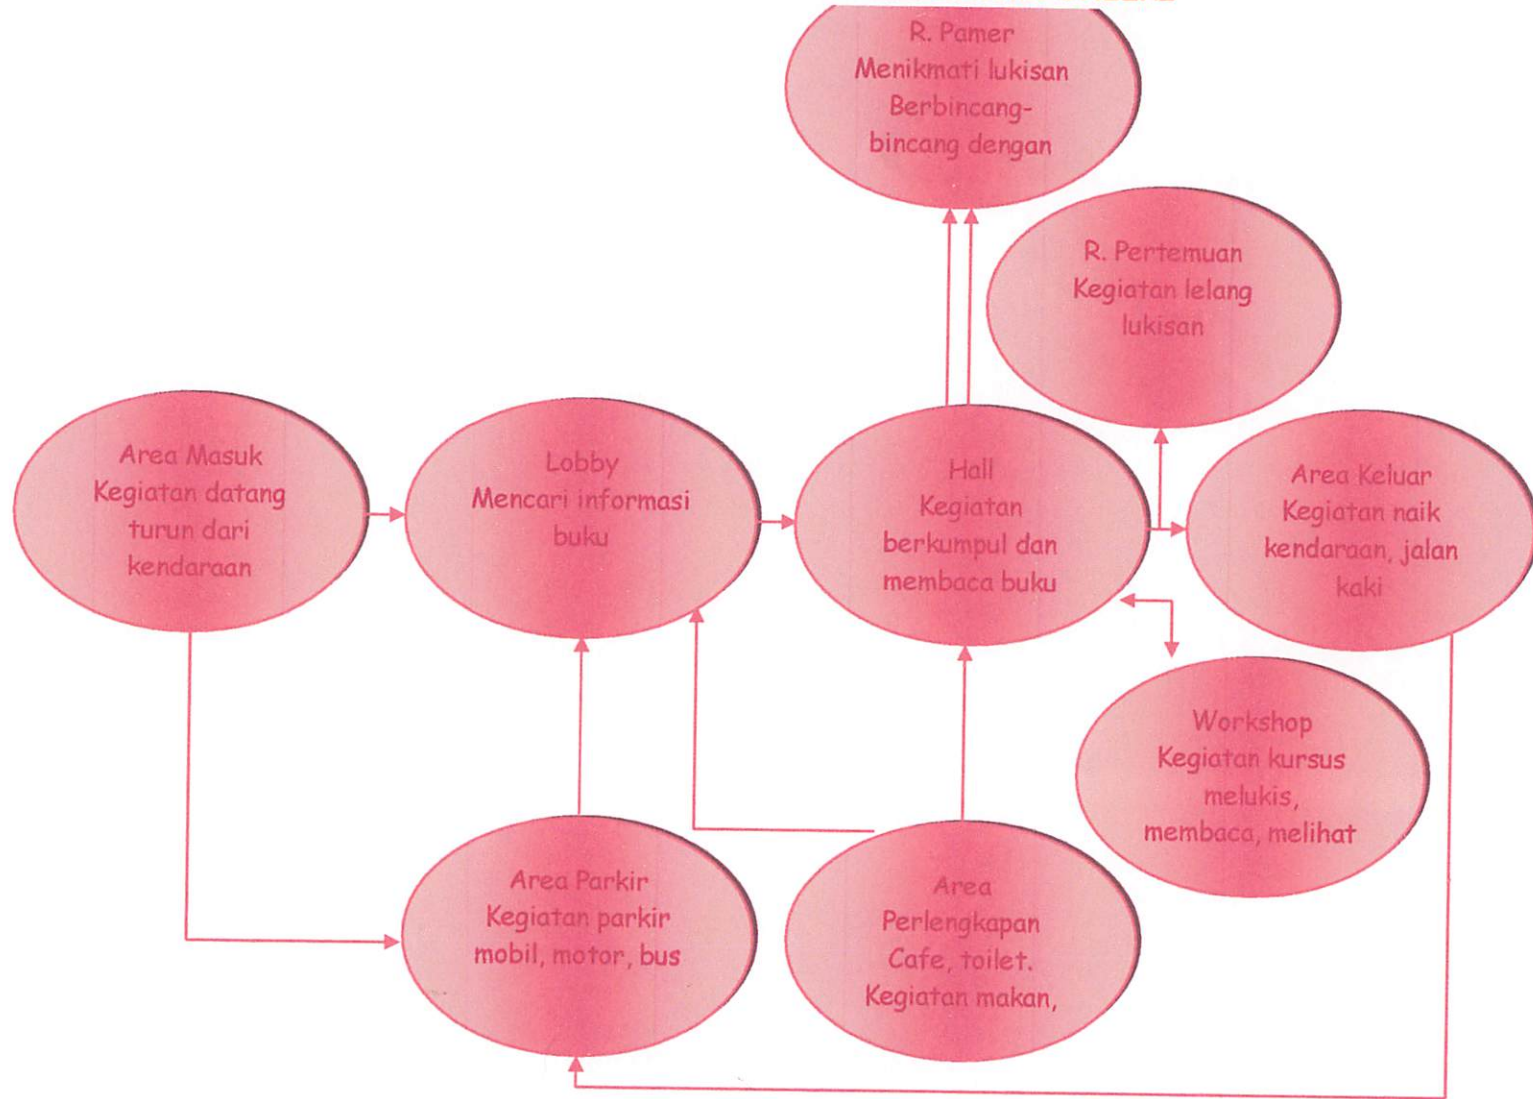 R. Pamer
Menikmati lukisan
Berbincang-
bincang dengan
R. Pertemuan
Kegiatan lelang
lukisan
Area Masuk
Kegiatan datang
turun dari
kendaraan
Lobby
Mencari informasi
buku
Hall
Kegiatan
berkumpul dan
membaca buku
Area Keluar
Kegiatan naik
kendaraan, jalan
kaki
Workshop
Kegiatan kursus
melukis,
membaca, melihat
Area Parkir
Kegiatan parkir
mobil, motor, bus
Area
Perlengkapan
Cafe, toilet.
Kegiatan makan,